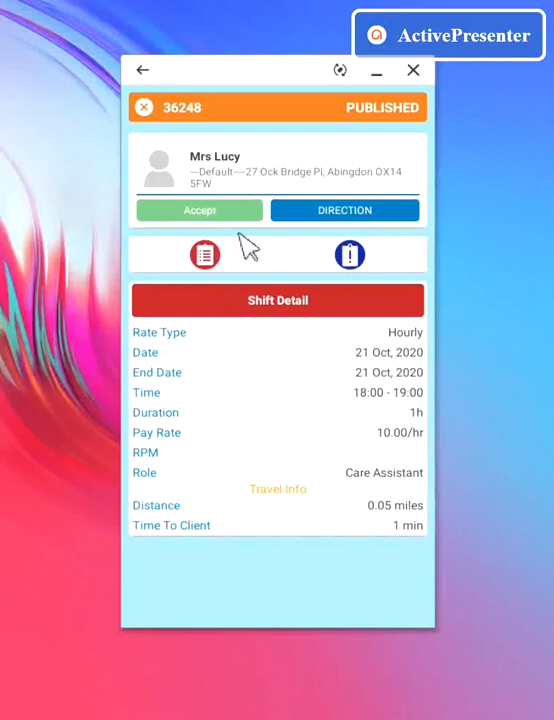 ActivePresenter
36248 PUBLISHED
Mrs Lucy
---Default----27 Ock Bridge Pl, Abingdon OX14
5FW
Accept DIRECTION
Shift Detail
Rate Type Hourly
Date 21 Oct, 2020
End Date 21 Oct, 2020
Time 18:00 - 19:00
Duration 1h
Pay Rate 10.00/hr
RPM
Role Care Assistant
Travel Info
Distance 0.05 miles
Time To Client 1 min